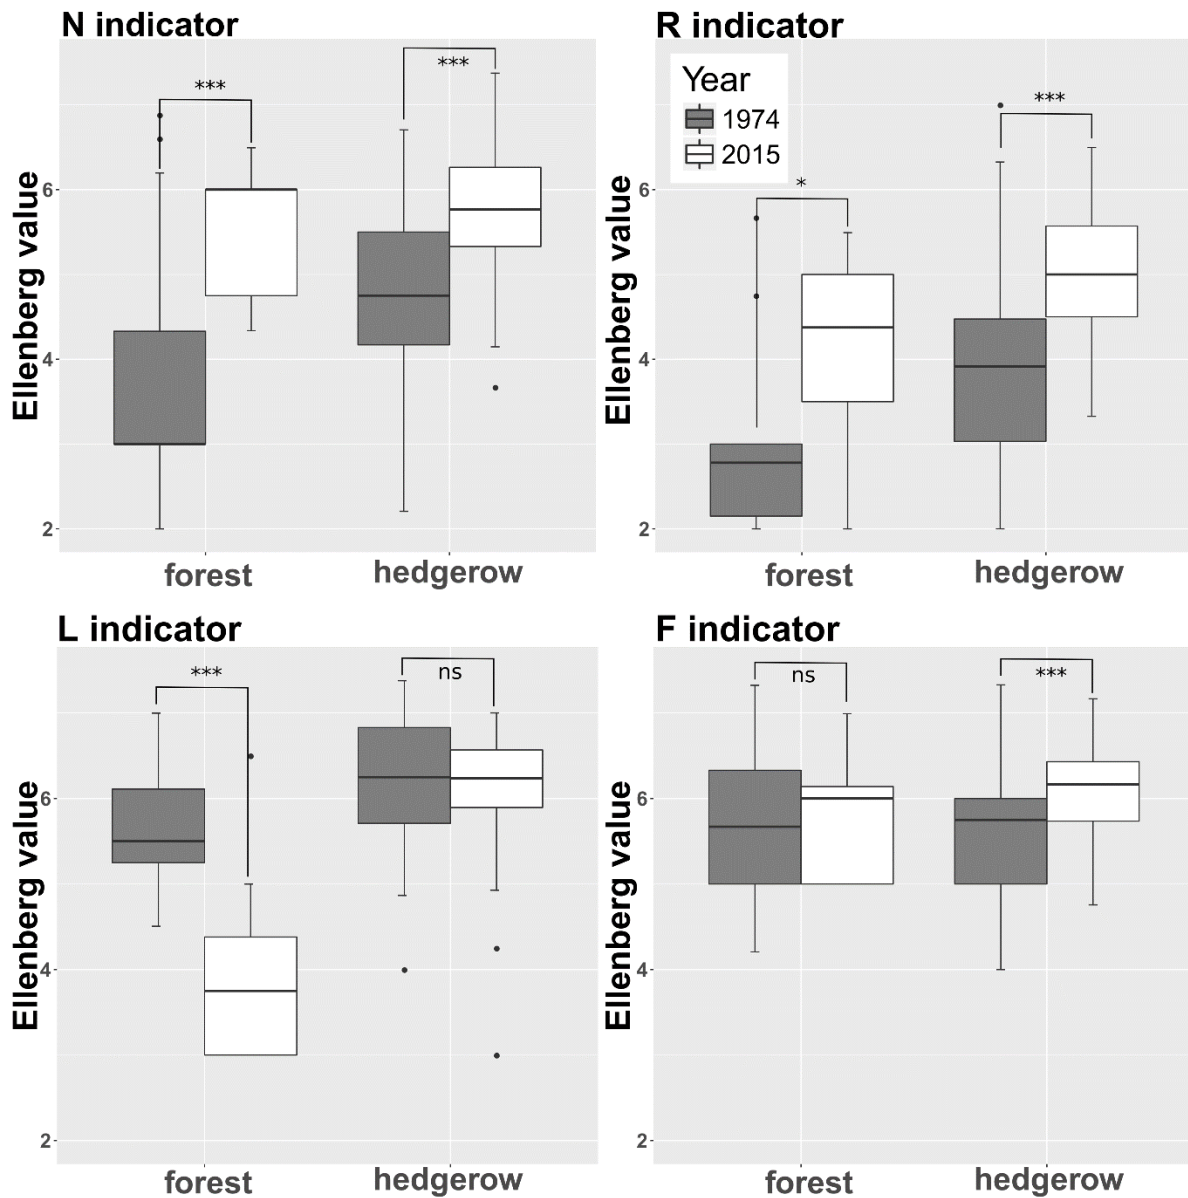 N indicator
Ellenberg value
6
4
2
***
***
forest
hedgerow
R indicator
Year
1974
2015
Ellenberg value
6
4
2
*
***
forest
hedgerow
L indicator
Ellenberg value
6
4
2
***
ns
forest
hedgerow
F indicator
Ellenberg value
6
4
2
ns
***
forest
hedgerow